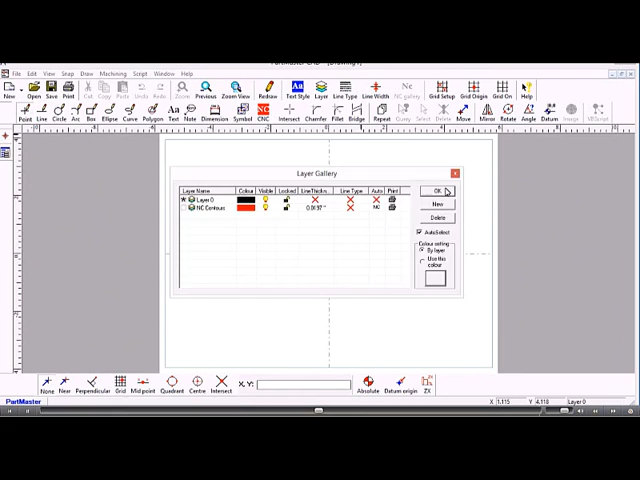 PartMaster CAD - [Drawing1]
File Edit View Snap Draw Machining Script Window Help
New Open Save Print Cut Copy Paste Undo Zoom Previous Zoom View Redraw Text Style Layer Line Type Line Width NC gallery Grid Setup Grid Origin Grid On Help
Point Line Circle Arc Box Ellipse Curve Polygon Text Note Dimension Symbol CNC Intersect Chamfer Fillet Bridge Repeat Query Select Delete Move Mirror Rotate Angle Datum VBScript
Layer Gallery
Layer Name Colour Visible Locked LineThickn.. Line Type Auto Print
Layer 0
NC Contours 0.0197 " NC
OK
New
Delete
AutoSelect
Colour setting
By layer
Use this
colour
None Near Perpendicular Grid Mid point Quadrant Centre Intersect X, Y: Absolute Datum origin ZX
PartMaster X 1.115 Y 4.118 Layer 0